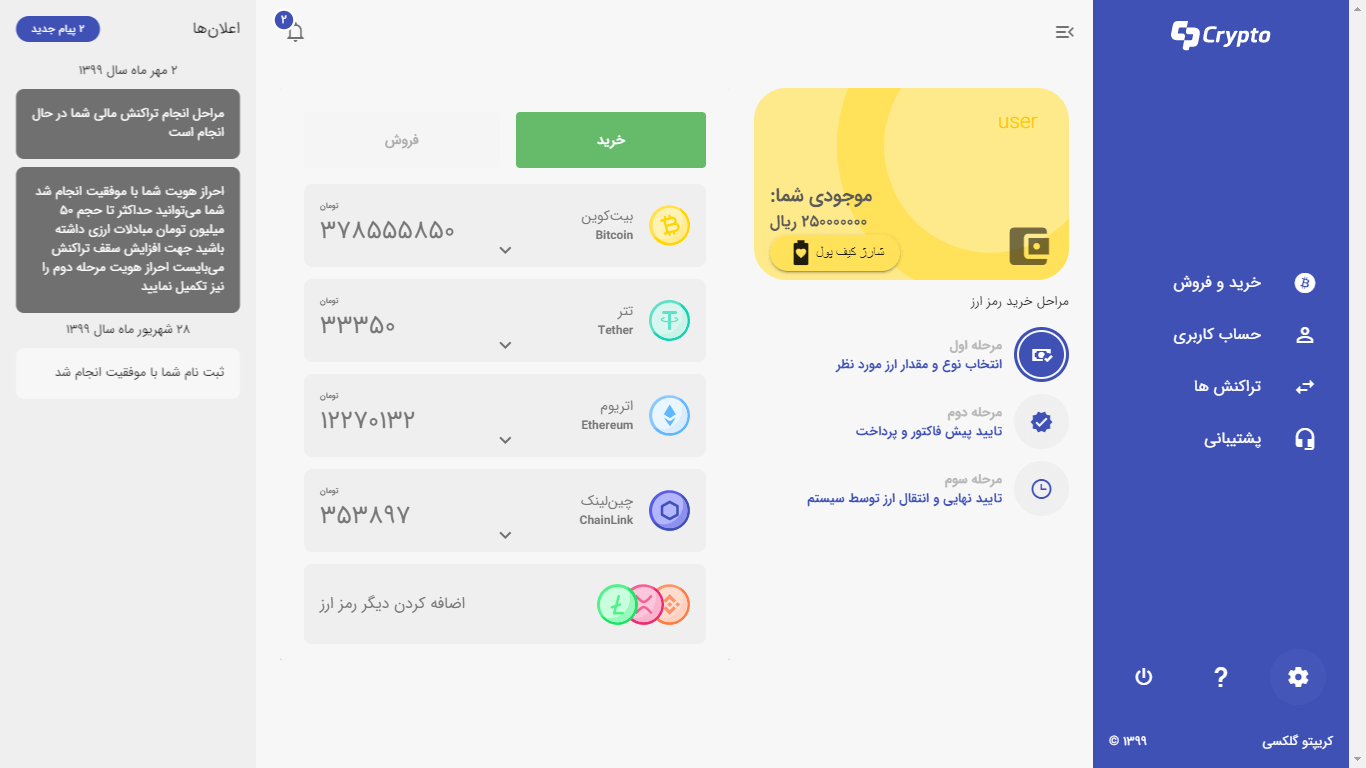 Crypto
خرید و فروش
حساب کاربری
تراکنش ها
پشتیبانی
?
کریپتو گلکسی
© ۱۳۹۹
۲
user
موجودی شما:
۲۵۰۰۰۰۰۰۰ ریال
شارژ کیف پول
مراحل خرید رمز ارز
مرحله اول
انتخاب نوع و مقدار ارز مورد نظر
مرحله دوم
تایید پیش فاکتور و پرداخت
مرحله سوم
تایید نهایی و انتقال ارز توسط سیستم
خرید
فروش
بیت‌کوین
Bitcoin
تومان
۳۷۸۵۵۵۸۵۰
تتر
Tether
تومان
۳۳۳۵۰
اتریوم
Ethereum
تومان
۱۲۲۷۰۱۳۲
چین‌لینک
ChainLink
تومان
۳۵۳۸۹۷
اضافه کردن دیگر رمز ارز
اعلان‌ها
۲ پیام جدید
۲ مهر ماه سال ۱۳۹۹
مراحل انجام تراکنش مالی شما در حال
انجام است
احراز هویت شما با موفقیت انجام شد
شما می‌توانید حداکثر تا حجم ۵۰
میلیون تومان مبادلات ارزی داشته
باشید جهت افزایش سقف تراکنش
می‌بایست احراز هویت مرحله دوم را
نیز تکمیل نمایید
۲۸ شهریور ماه سال ۱۳۹۹
ثبت نام شما با موفقیت انجام شد